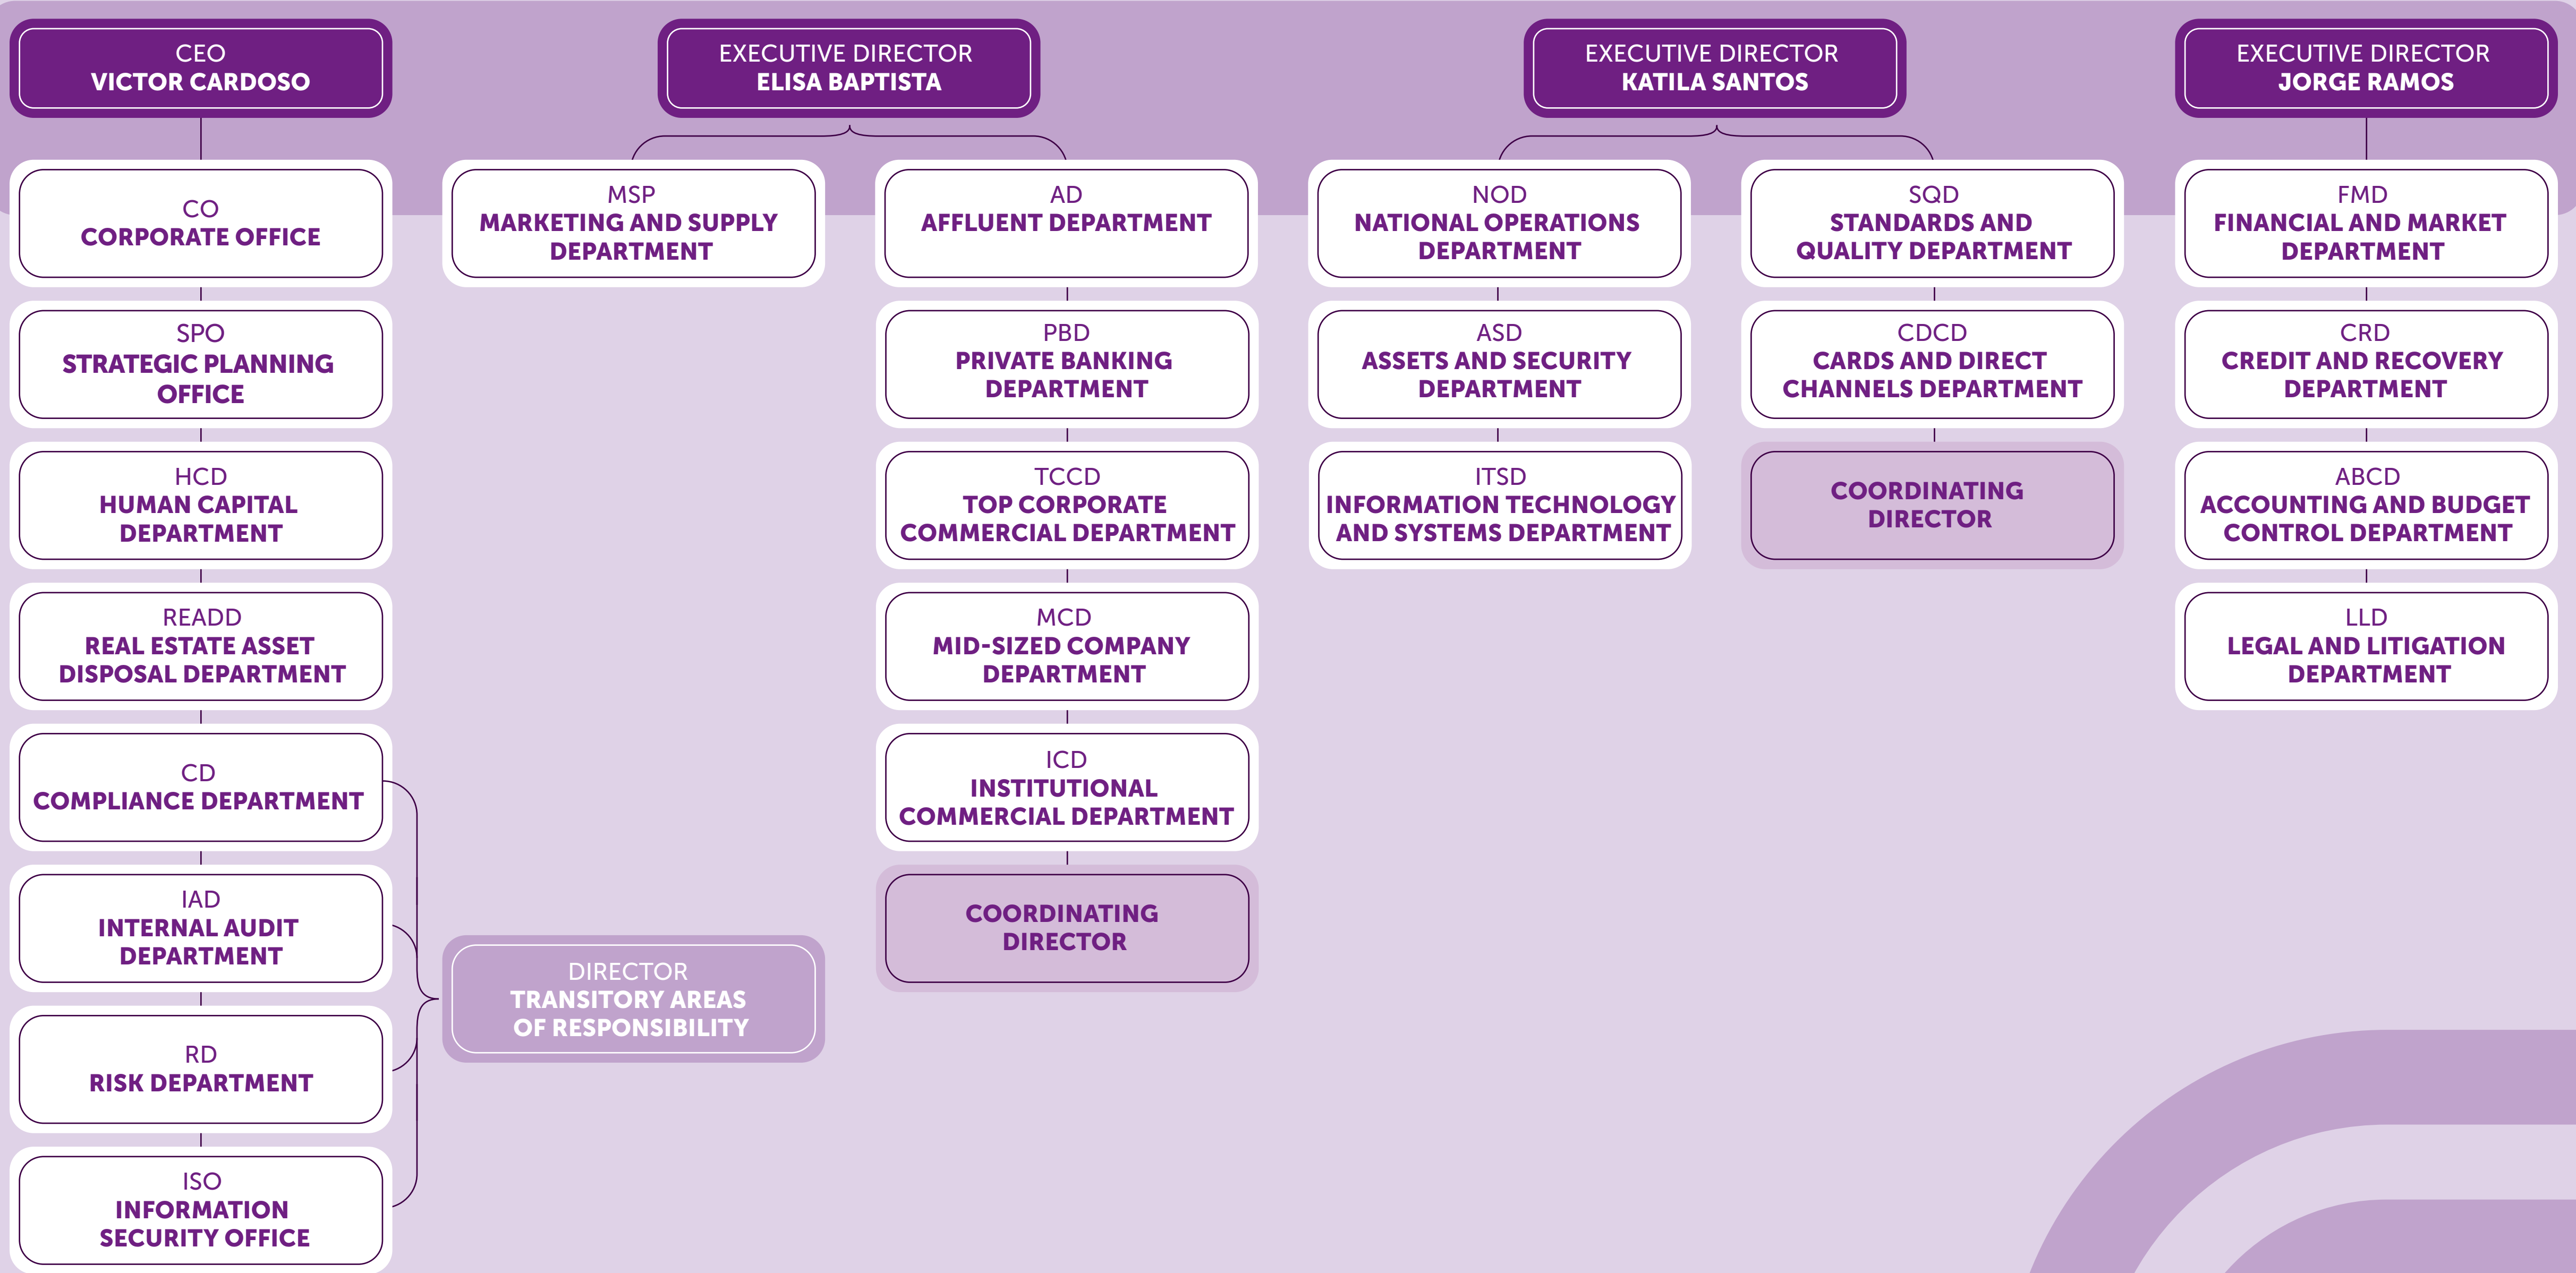 CEO
VICTOR CARDOSO
CO
CORPORATE OFFICE
SPO
STRATEGIC PLANNING
OFFICE
HCD
HUMAN CAPITAL
DEPARTMENT
READD
REAL ESTATE ASSET
DISPOSAL DEPARTMENT
CD
COMPLIANCE DEPARTMENT
IAD
INTERNAL AUDIT
DEPARTMENT
RD
RISK DEPARTMENT
ISO
INFORMATION
SECURITY OFFICE
DIRECTOR
TRANSITORY AREAS
OF RESPONSIBILITY
EXECUTIVE DIRECTOR
ELISA BAPTISTA
MSP
MARKETING AND SUPPLY
DEPARTMENT
AD
AFFLUENT DEPARTMENT
PBD
PRIVATE BANKING
DEPARTMENT
TCCD
TOP CORPORATE
COMMERCIAL DEPARTMENT
MCD
MID-SIZED COMPANY
DEPARTMENT
ICD
INSTITUTIONAL
COMMERCIAL DEPARTMENT
COORDINATING
DIRECTOR
EXECUTIVE DIRECTOR
KATILA SANTOS
NOD
NATIONAL OPERATIONS
DEPARTMENT
ASD
ASSETS AND SECURITY
DEPARTMENT
ITSD
INFORMATION TECHNOLOGY
AND SYSTEMS DEPARTMENT
SQD
STANDARDS AND
QUALITY DEPARTMENT
CDCD
CARDS AND DIRECT
CHANNELS DEPARTMENT
COORDINATING
DIRECTOR
EXECUTIVE DIRECTOR
JORGE RAMOS
FMD
FINANCIAL AND MARKET
DEPARTMENT
CRD
CREDIT AND RECOVERY
DEPARTMENT
ABCD
ACCOUNTING AND BUDGET
CONTROL DEPARTMENT
LLD
LEGAL AND LITIGATION
DEPARTMENT